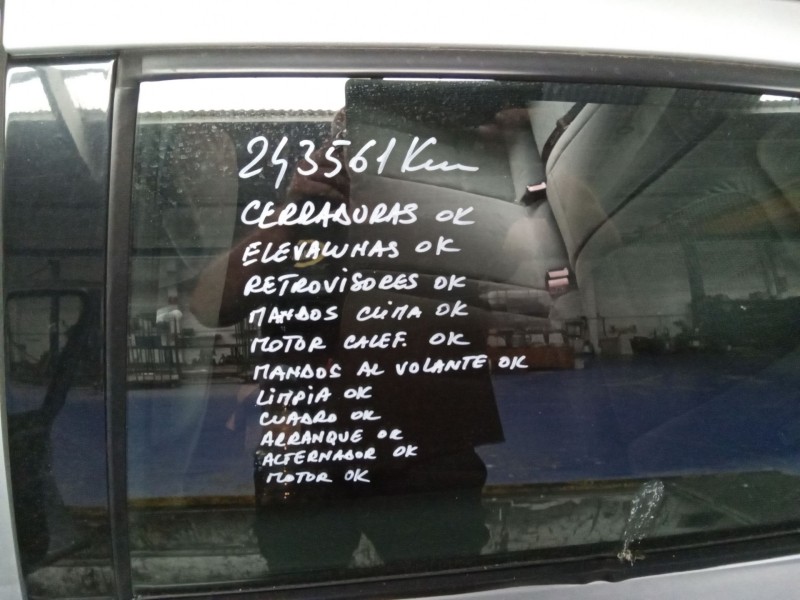 243561 Km
CERRADURAS OK
ELEVALUNAS OK
RETROVISORES OK
MANDOS CLIMA OK
MOTOR CALEF. OK
MANDOS AL VOLANTE OK
LIMPIA OK
CUADRO OK
ARRANQUE OK
ALTERNADOR OK
MOTOR OK